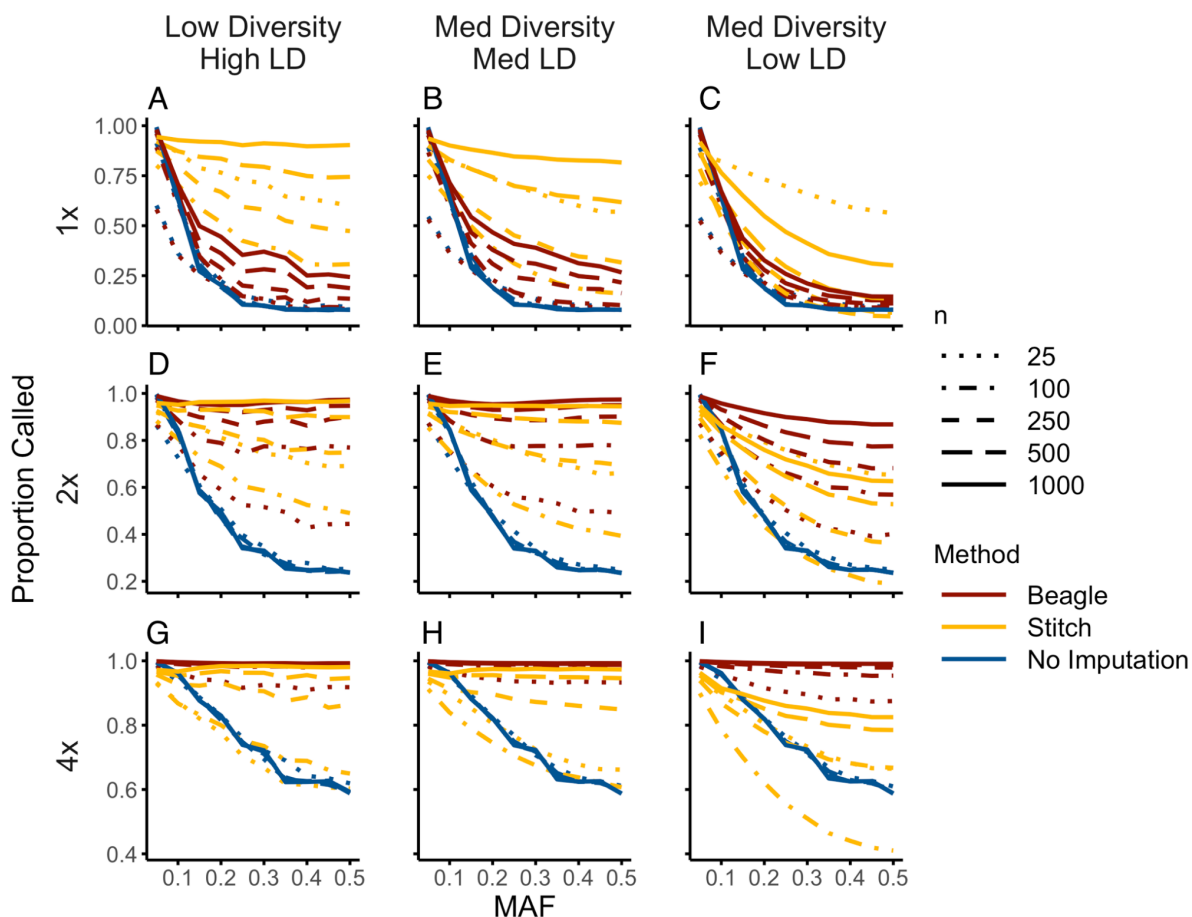 Low Diversity
High LD
Med Diversity
Med LD
Med Diversity
Low LD
A
B
C
1.00
0.75
0.50
0.25
0.00
1x
D
E
F
1.0
0.8
0.6
0.4
0.2
2x
G
H
I
1.0
0.8
0.6
0.4
4x
0.1 0.2 0.3 0.4 0.5
0.1 0.2 0.3 0.4 0.5
0.1 0.2 0.3 0.4 0.5
MAF
Proportion Called
n
25
100
250
500
1000
Method
Beagle
Stitch
No Imputation